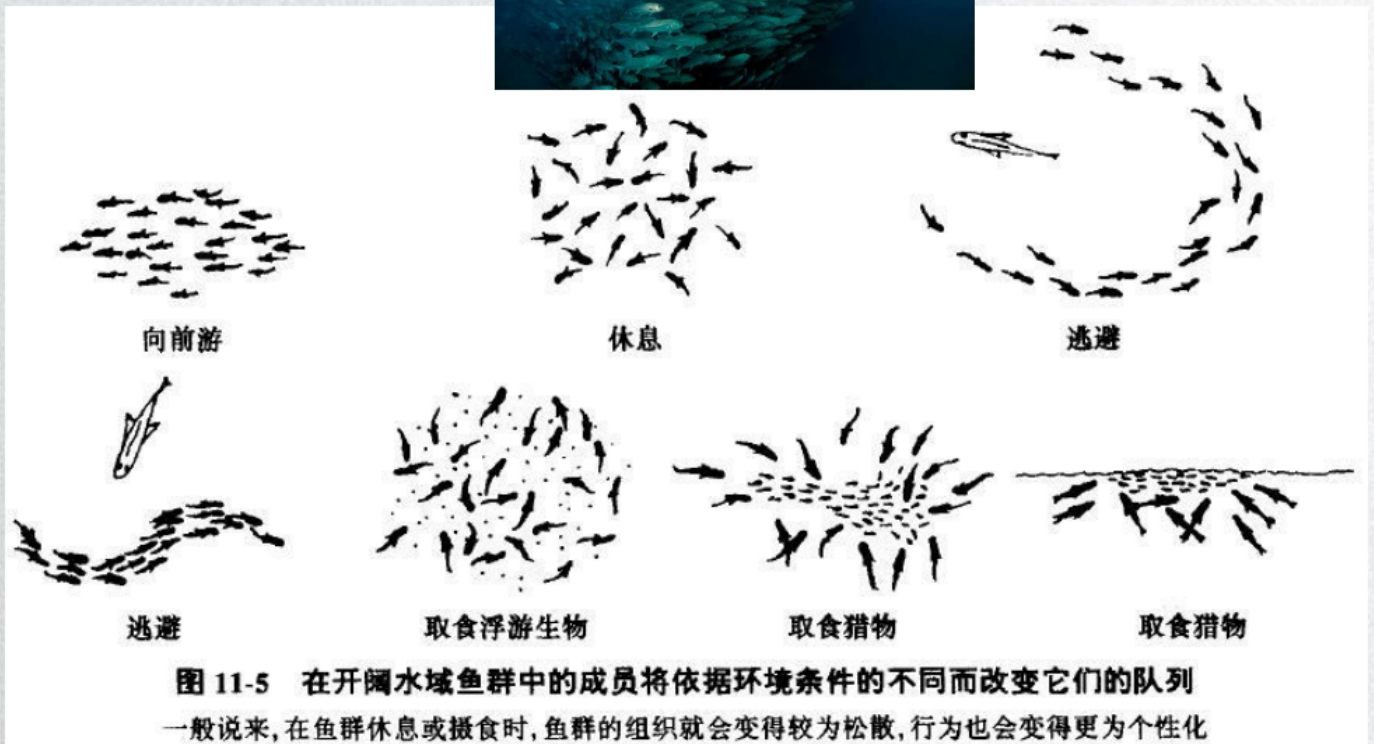 向前游
休息
逃避
逃避
取食浮游生物
取食猎物
取食猎物
图 11-5 在开阔水域鱼群中的成员将依据环境条件的不同而改变它们的队列
一般说来,在鱼群休息或摄食时,鱼群的组织就会变得较为松散,行为也会变得更为个性化